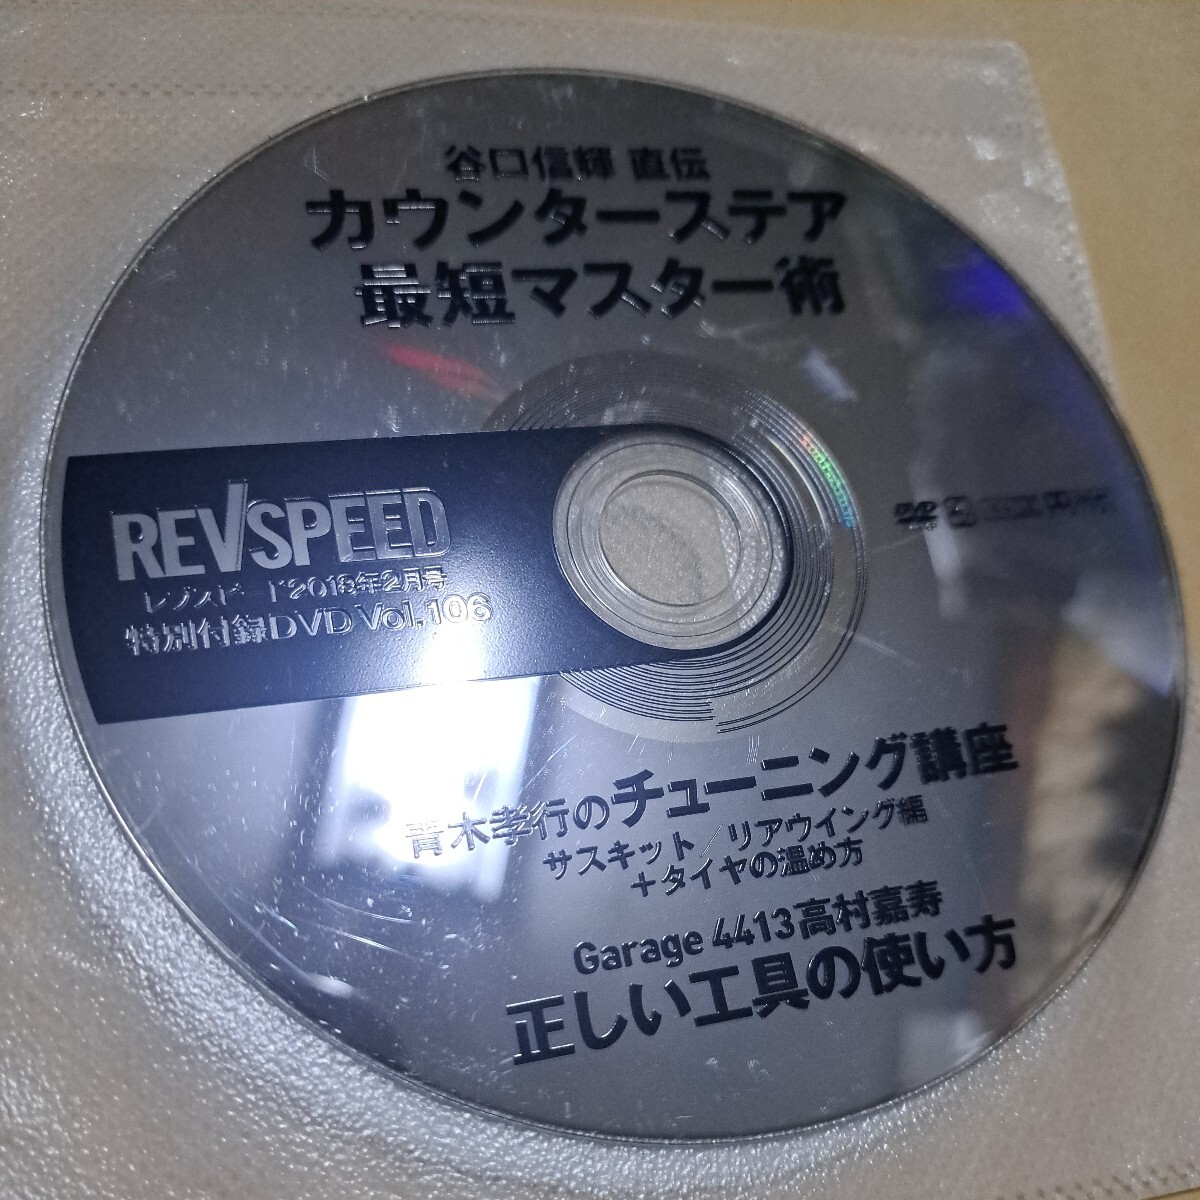 谷口信輝 直伝
カウンターステア
最短マスター術
REVSPEED
レブスピード2018年2月号
特別付録DVD Vol.106
青木孝行のチューニング講座
サスキット／リアウイング編
＋タイヤの温め方
Garage 4413 高村嘉寿
正しい工具の使い方